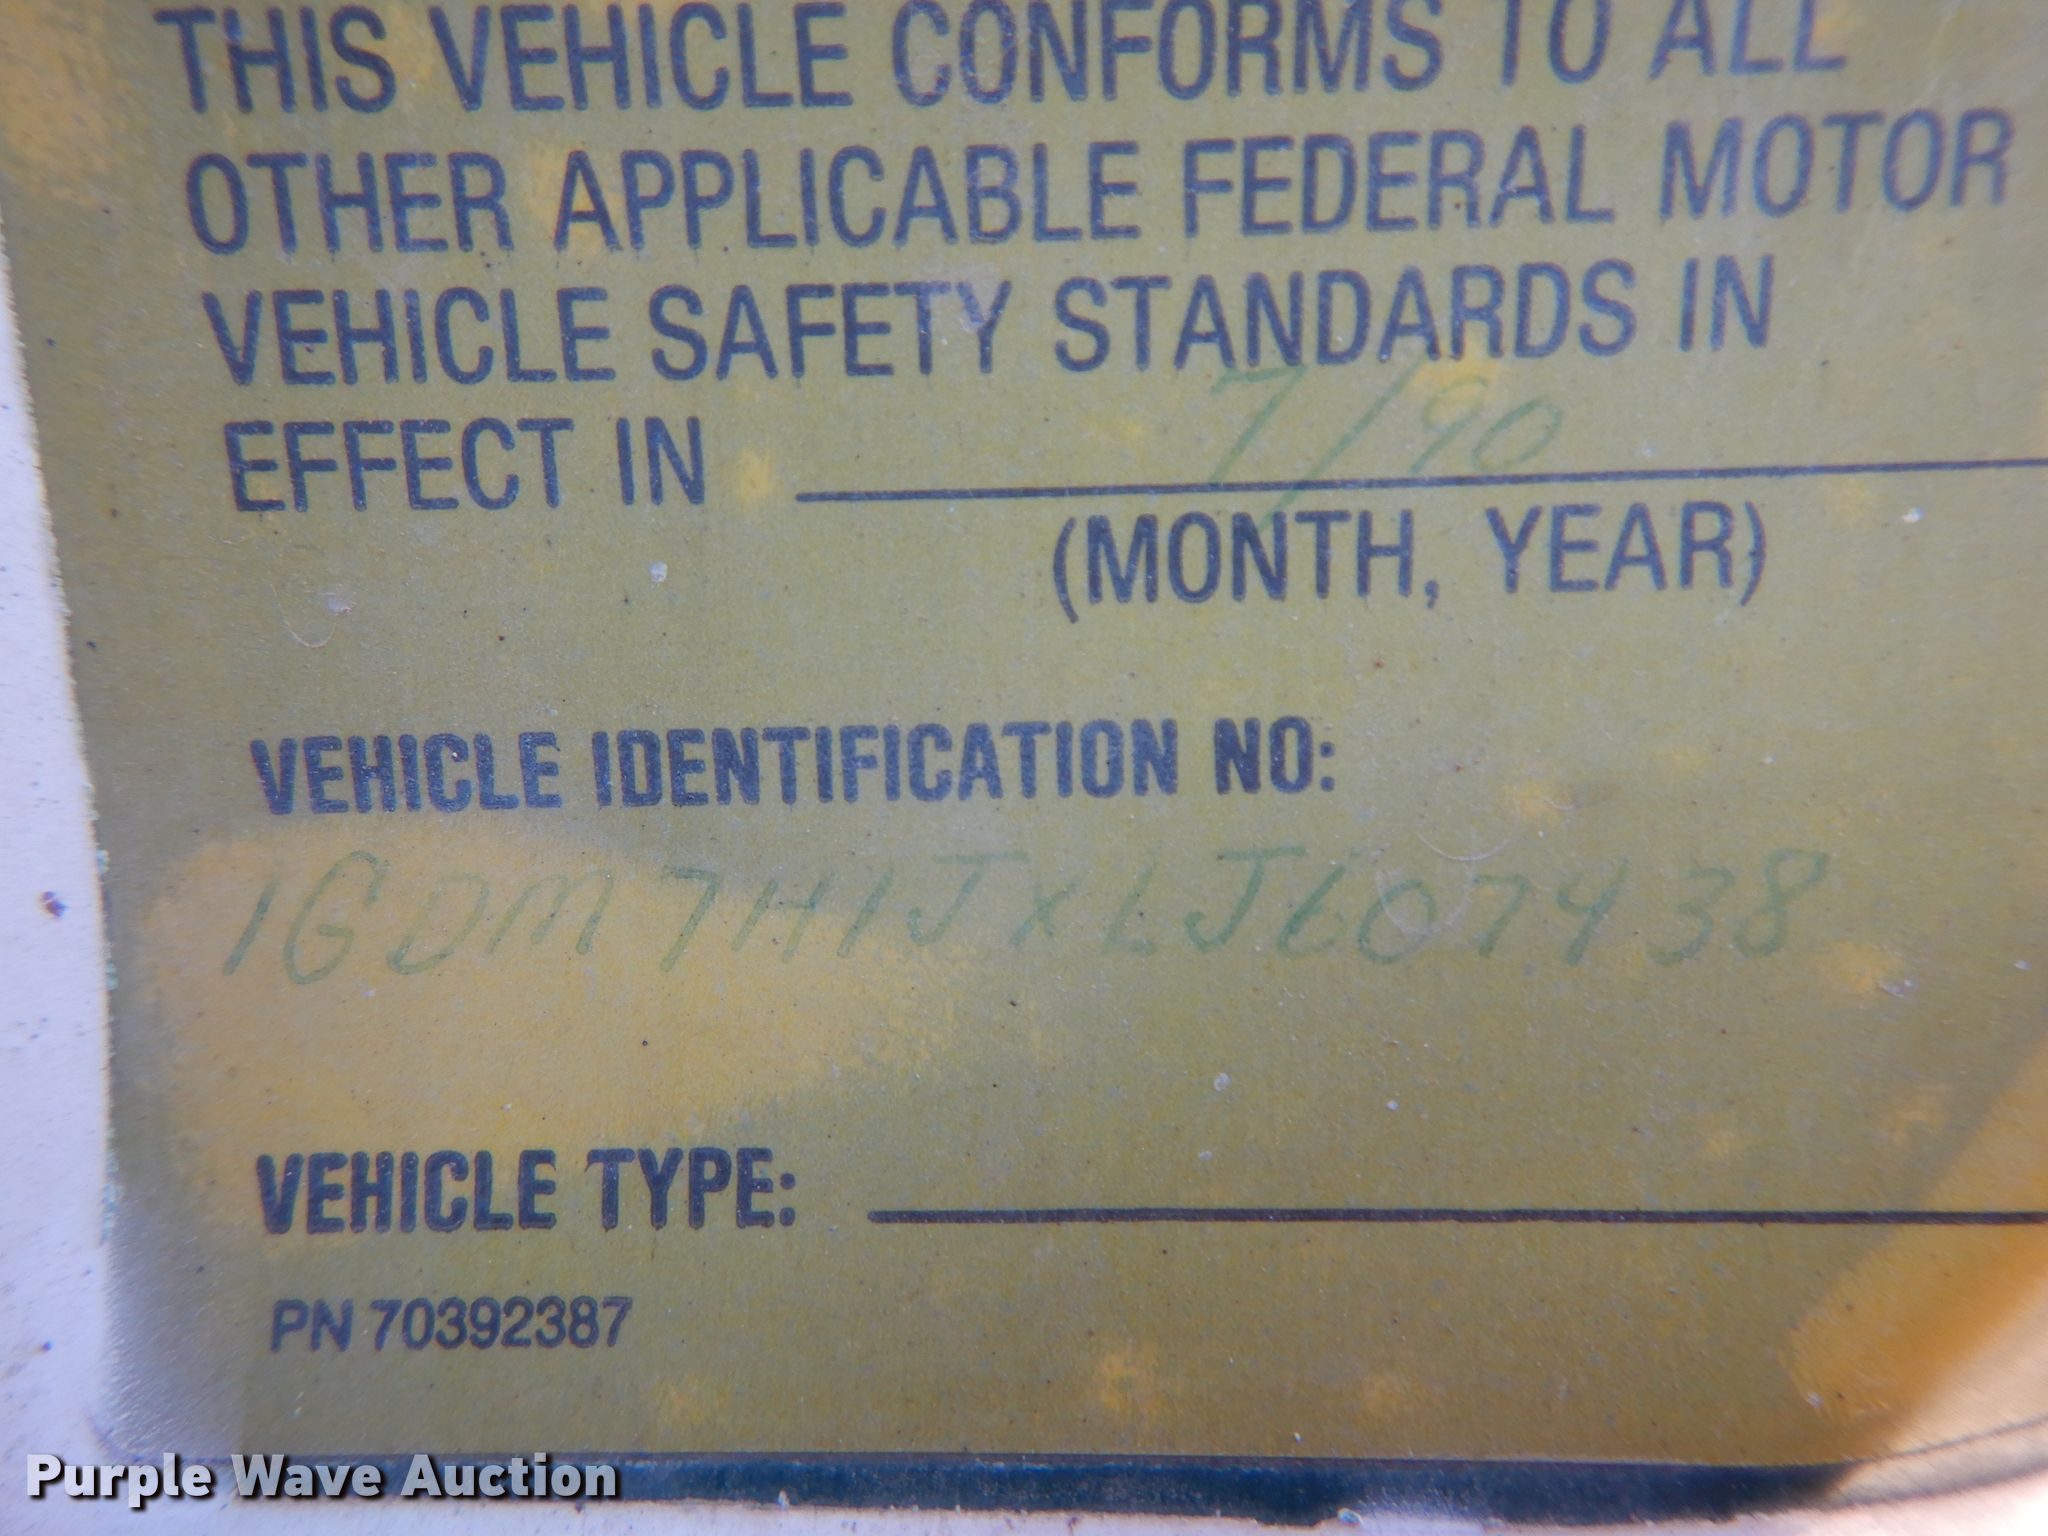 THIS VEHICLE CONFORMS TO ALL
OTHER APPLICABLE FEDERAL MOTOR
VEHICLE SAFETY STANDARDS IN
EFFECT IN 7/90
(MONTH, YEAR)
VEHICLE IDENTIFICATION NO:
1GDM7H1JXLJ607438
VEHICLE TYPE:
PN 70392387
Purple Wave Auction